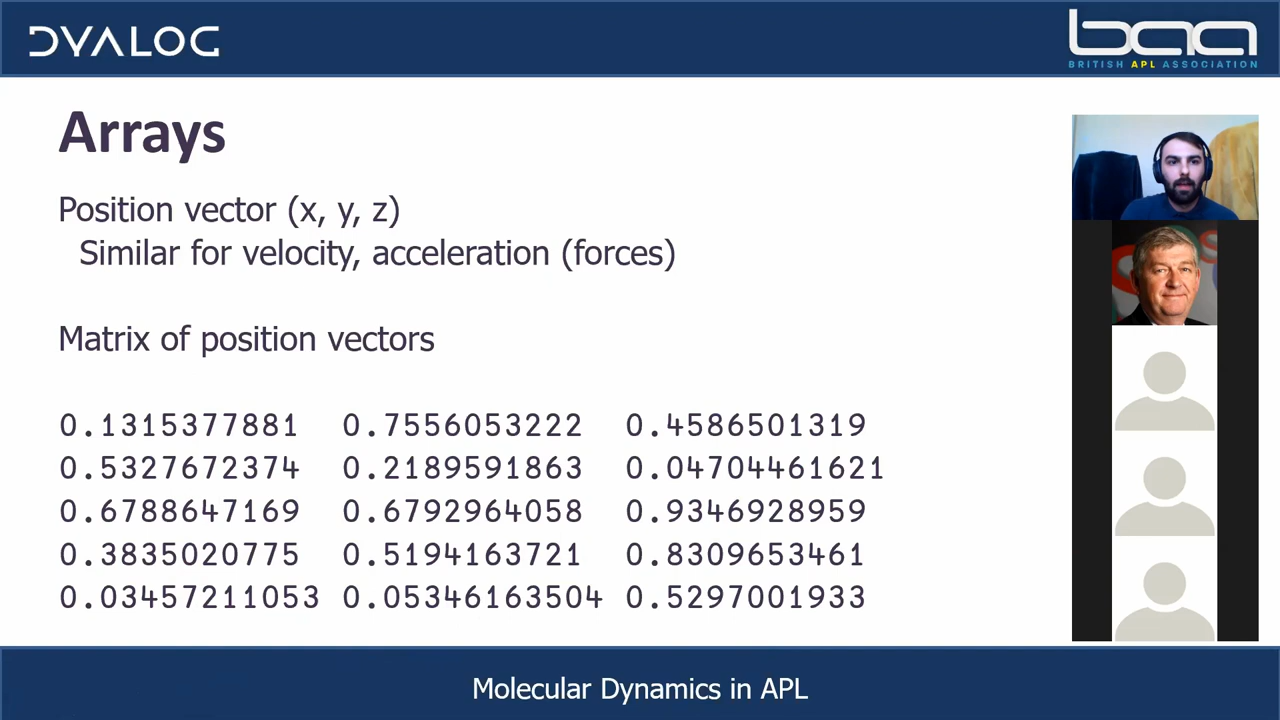 DYALOG
baa
BRITISH APL ASSOCIATION
Arrays
Position vector (x, y, z)
Similar for velocity, acceleration (forces)
Matrix of position vectors
0.1315377881 0.7556053222 0.4586501319
0.5327672374 0.2189591863 0.04704461621
0.6788647169 0.6792964058 0.9346928959
0.3835020775 0.5194163721 0.8309653461
0.03457211053 0.05346163504 0.5297001933
Molecular Dynamics in APL